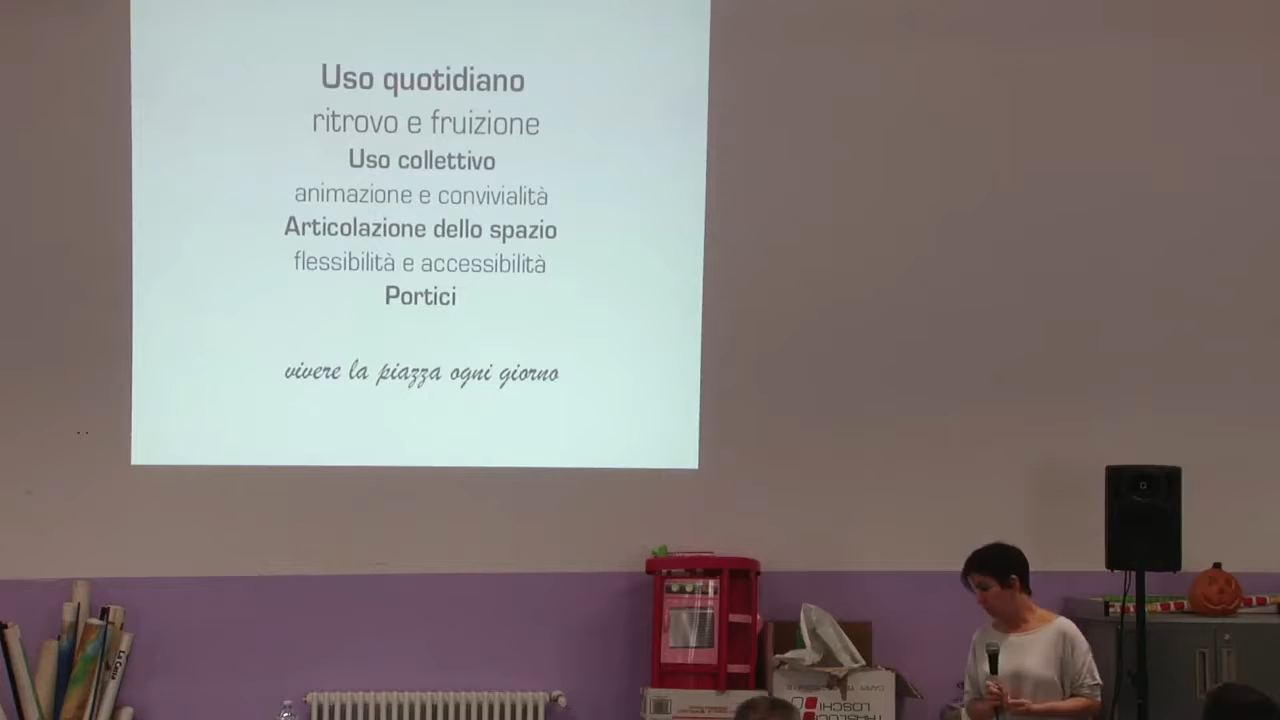 Uso quotidiano
ritrovo e fruizione
Uso collettivo
animazione e convivialità
Articolazione dello spazio
flessibilità e accessibilità
Portici
vivere la piazza ogni giorno
LOSCHI